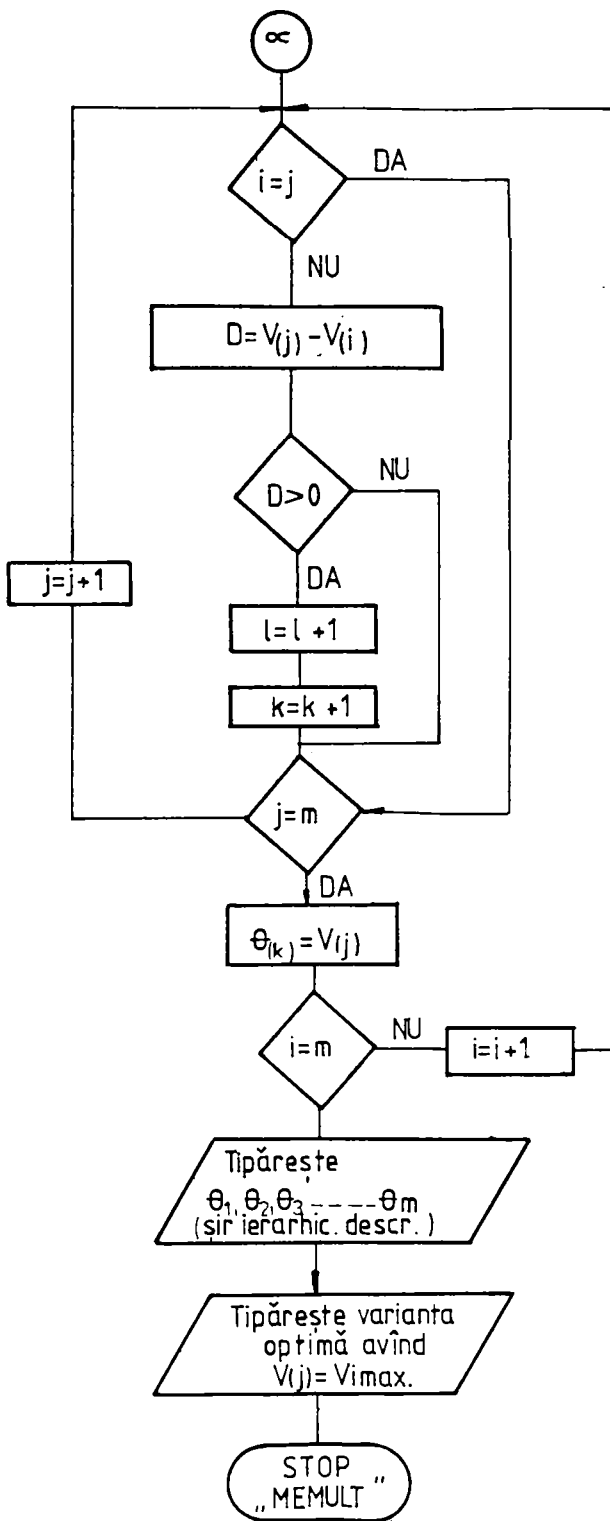 ∝
i=j
DA
NU
D=V(j)-V(i)
D>0
NU
DA
j=j+1
l=l+1
k=k+1
j=m
DA
Θ(k)=V(j)
i=m
NU
i=i+1
Tipărește
Θ1,Θ2,Θ3-----Θm
(șir ierarhic. descr.)
Tipărește varianta
optimă avînd
V(j)=Vimax.
STOP
„MEMULT"